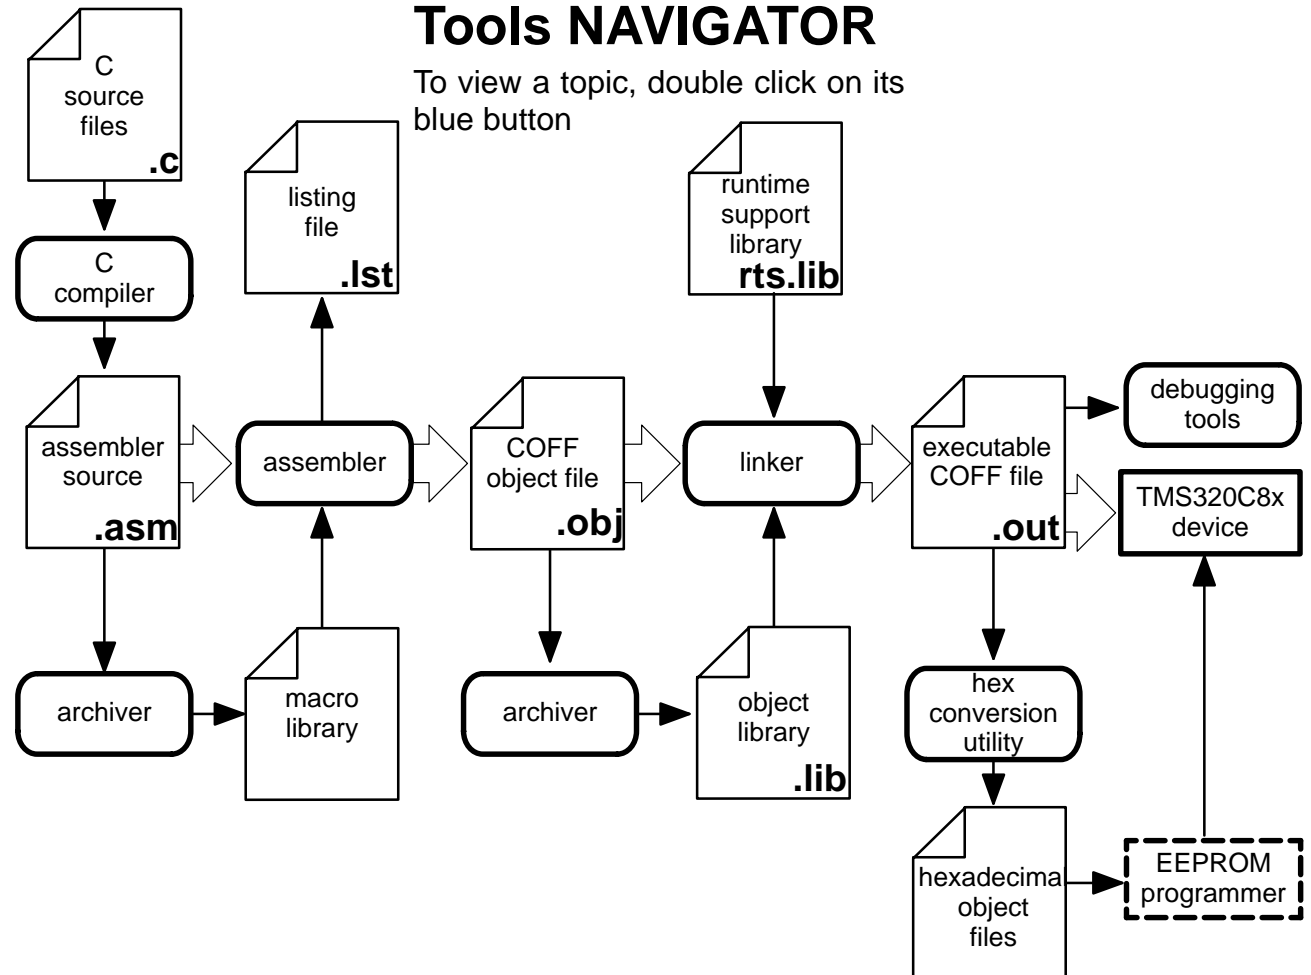 Tools NAVIGATOR
To view a topic, double click on its
blue button
C
source
files
.c
C
compiler
listing
file
.lst
runtime
support
library
rts.lib
assembler
source
.asm
assembler
COFF
object file
.obj
linker
executable
COFF file
.out
debugging
tools
TMS320C8x
device
archiver
macro
library
archiver
object
library
.lib
hex
conversion
utility
hexadecimal
object
files
EEPROM
programmer